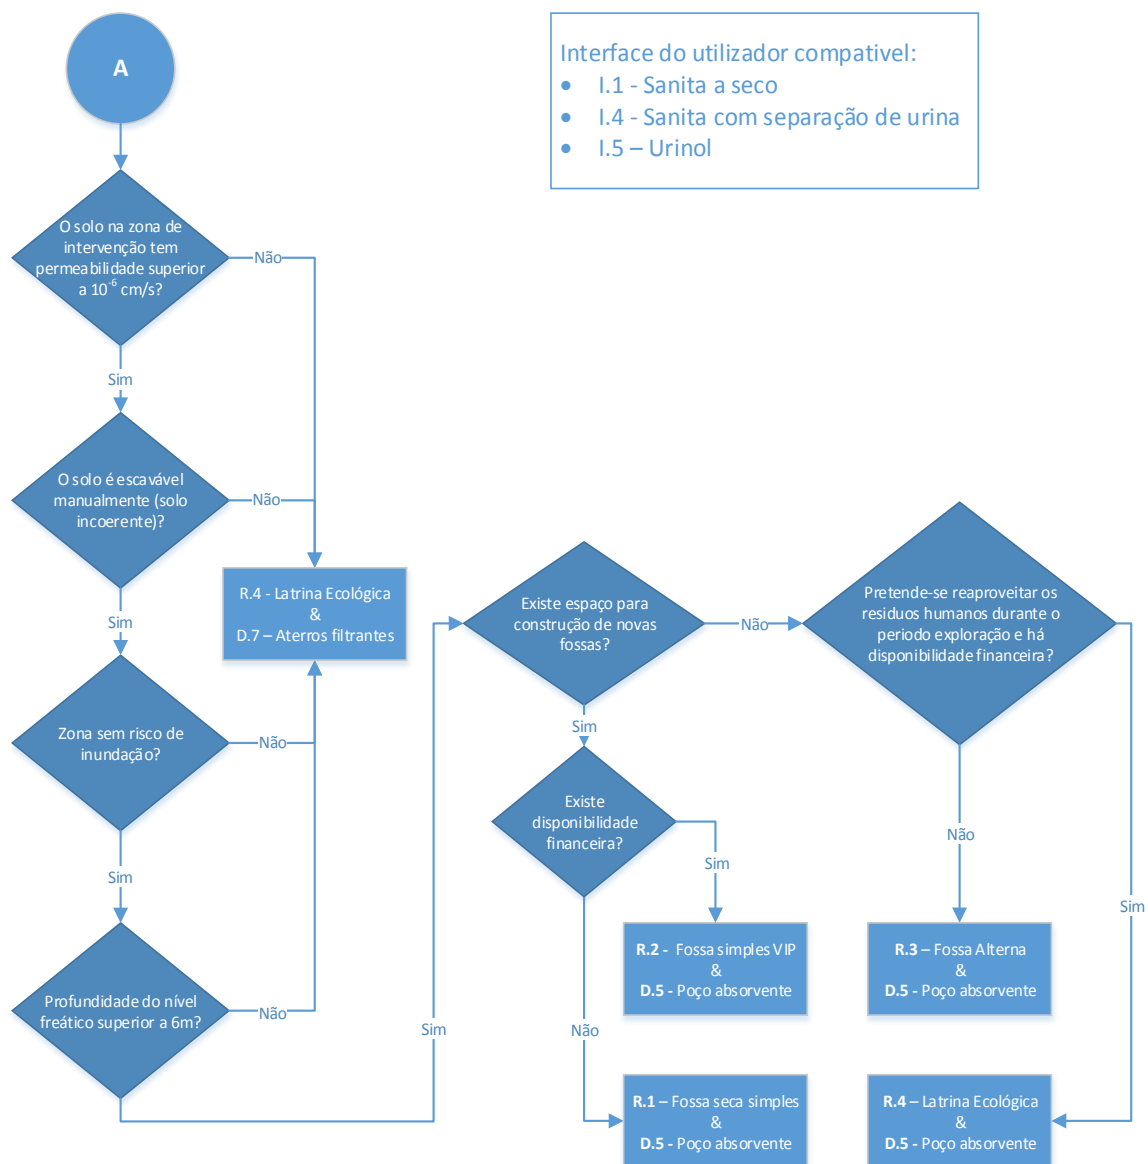 A
Interface do utilizador compativel:
• I.1 - Sanita a seco
• I.4 - Sanita com separação de urina
• I.5 – Urinol
O solo na zona de
intervenção tem
permeabilidade superior
a 10⁻⁶ cm/s?
Não
Sim
O solo é escavável
manualmente (solo
incoerente)?
Não
Sim
R.4 - Latrina Ecológica
&
D.7 – Aterros filtrantes
Zona sem risco de
inundação?
Não
Sim
Profundidade do nível
freático superior a 6m?
Não
Sim
Existe espaço para
construção de novas
fossas?
Não
Sim
Pretende-se reaproveitar os
residuos humanos durante o
periodo exploração e há
disponibilidade financeira?
Não
Sim
Existe
disponibilidade
financeira?
Sim
Não
R.2 - Fossa simples VIP
&
D.5 - Poço absorvente
R.3 – Fossa Alterna
&
D.5 - Poço absorvente
R.1 – Fossa seca simples
&
D.5 - Poço absorvente
R.4 – Latrina Ecológica
&
D.5 - Poço absorvente